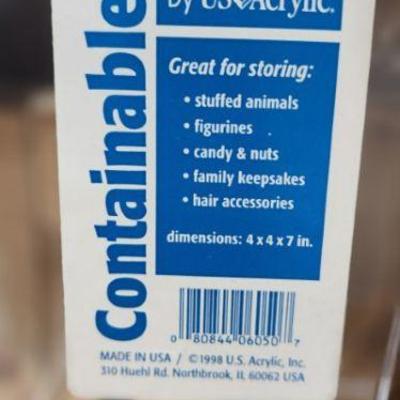 by US Acrylic.
Containable
Great for storing:
• stuffed animals
• figurines
• candy & nuts
• family keepsakes
• hair accessories
dimensions: 4 x 4 x 7 in.
0 80844 06050 7
MADE IN USA / ©1998 U.S. Acrylic, Inc.
310 Huehl Rd. Northbrook, IL 60062 USA